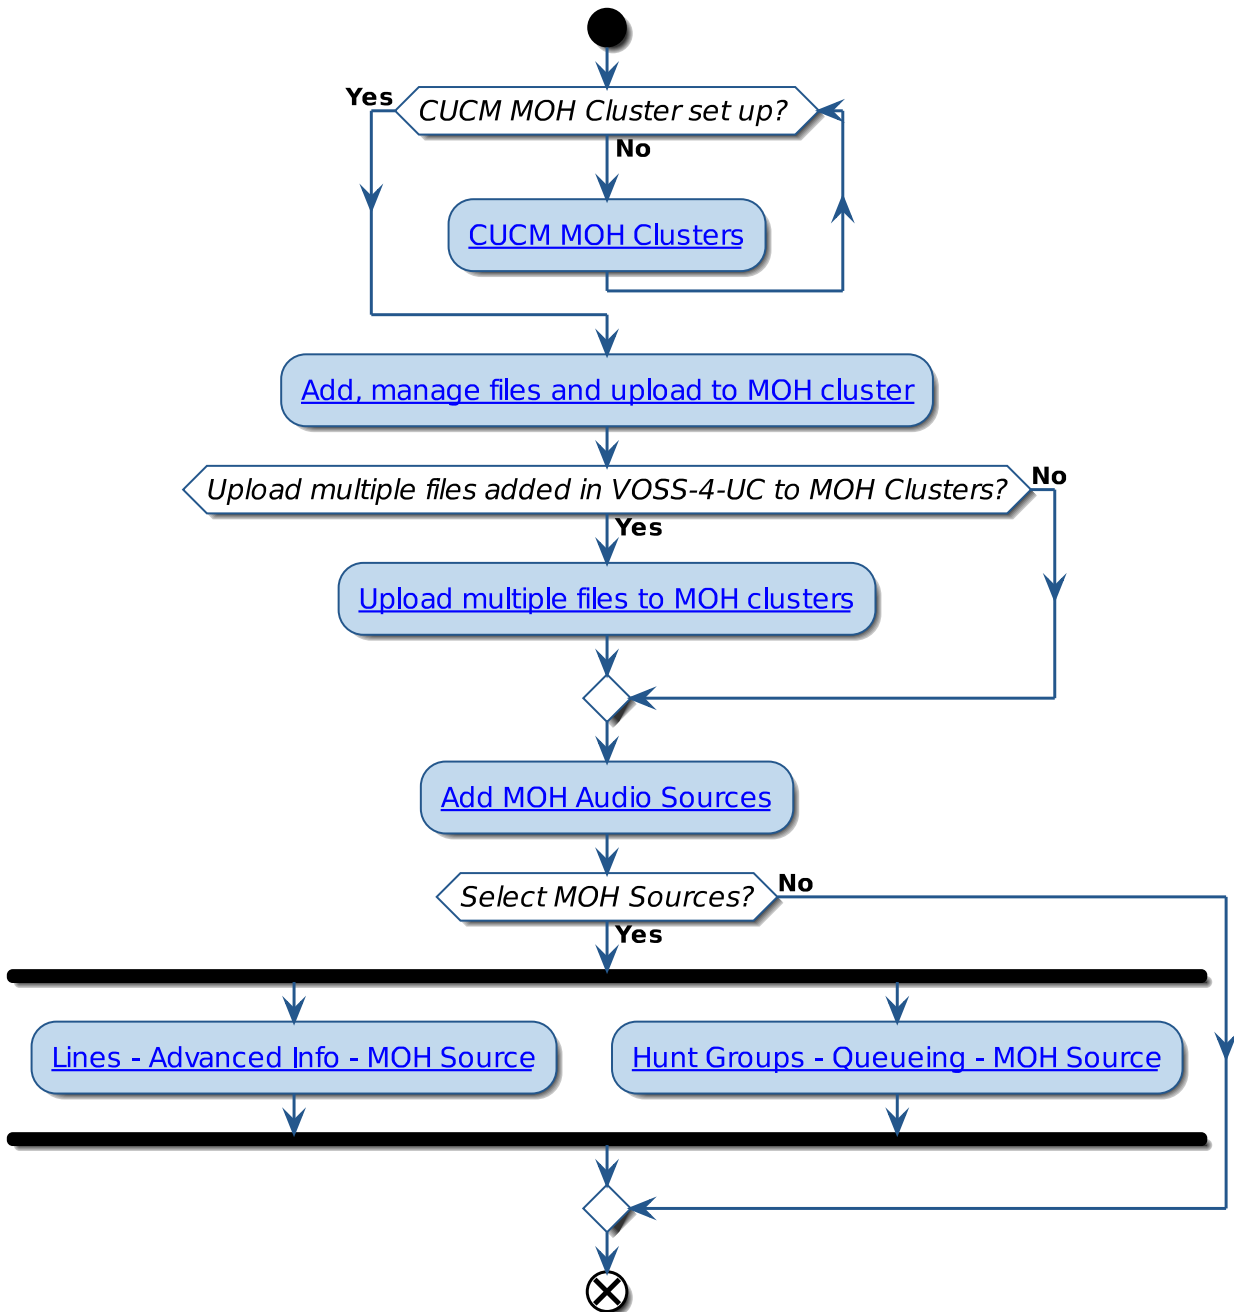 Yes
CUCM MOH Cluster set up?
No
CUCM MOH Clusters
Add, manage files and upload to MOH cluster
Upload multiple files added in VOSS-4-UC to MOH Clusters?
No
Yes
Upload multiple files to MOH clusters
Add MOH Audio Sources
Select MOH Sources?
No
Yes
Lines - Advanced Info - MOH Source
Hunt Groups - Queueing - MOH Source